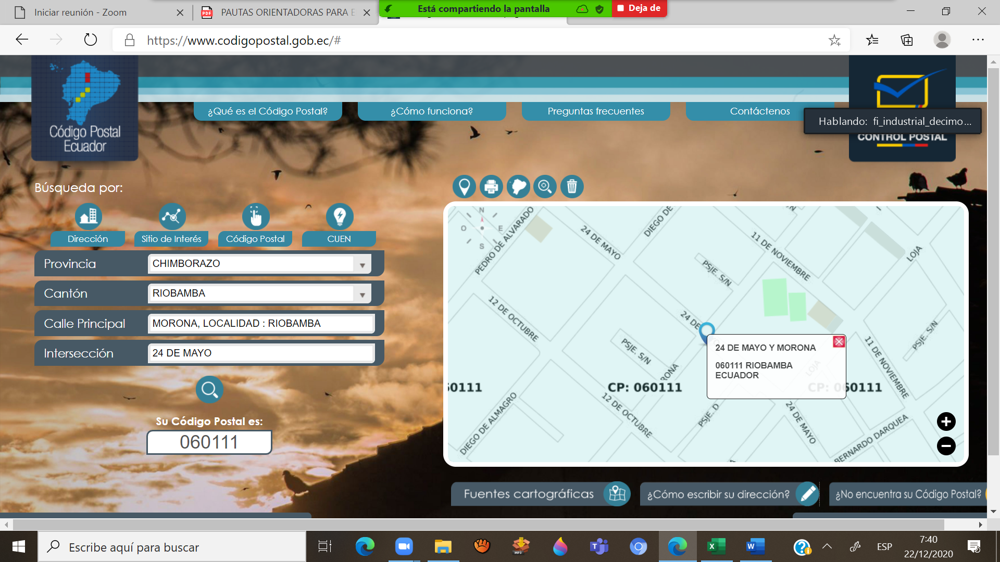 Iniciar reunión - Zoom
PAUTAS ORIENTADORAS PARA E
Está compartiendo la pantalla
Deja de
https://www.codigopostal.gob.ec/#
Código Postal
Ecuador
¿Qué es el Código Postal?
¿Cómo funciona?
Preguntas frecuentes
Contáctenos
Hablando: fi_industrial_decimo...
CONTROL POSTAL
Búsqueda por:
Dirección
Sitio de Interés
Código Postal
CUEN
Provincia
CHIMBORAZO
Cantón
RIOBAMBA
Calle Principal
MORONA, LOCALIDAD : RIOBAMBA
Intersección
24 DE MAYO
Su Código Postal es:
060111
N
O
E
S
PEDRO DE ALVARADO
24 DE MAYO
DIEGO DE
11 DE NOVIEMBRE
LOJA
PSJE. S/N
12 DE OCTUBRE
24 DE
PSJE. S/N
24 DE MAYO Y MORONA
060111 RIOBAMBA
ECUADOR
LOJA
11 DE NOVIEMBRE
PSJE. S/N
RONA
60111
CP: 060111
CP: 060111
DIEGO DE ALMAGRO
12 DE OCTUBRE
PSJE. D
24 DE MAYO
BERNARDO DARQUEA
Fuentes cartográficas
¿Cómo escribir su dirección?
¿No encuentra su Código Postal?
Escribe aquí para buscar
ESP
7:40
22/12/2020